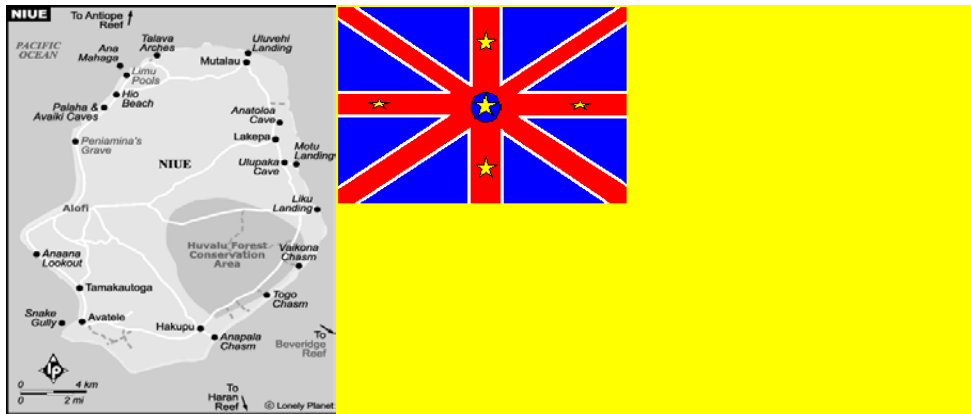 NIUE
To Antiope
Reef
PACIFIC
OCEAN
Talava
Arches
Uluvehi
Landing
Ana
Mahaga
Mutalau
Limu
Pools
Hio
Beach
Palaha &
Avaiki Caves
Anatoloa
Cave
Lakepa
Peniamina's
Grave
Motu
Landing
NIUE
Ulupaka
Cave
Liku
Landing
Alofi
Huvalu Forest
Conservation
Area
Vaikona
Chasm
Anaana
Lookout
Tamakautoga
Togo
Chasm
Snake
Gully
Avatele
Hakupu
Anapala
Chasm
To
Beveridge
Reef
lp
0 4 km
0 2 mi
To
Haran
Reef
© Lonely Planet